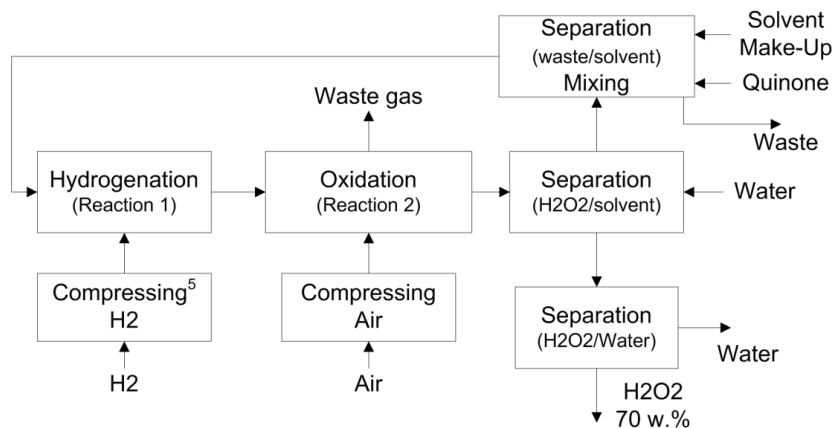 Separation
(waste/solvent)
Mixing
Solvent
Make-Up
Quinone
Waste
Waste gas
Hydrogenation
(Reaction 1)
Oxidation
(Reaction 2)
Separation
(H2O2/solvent)
Water
Compressing5
H2
Compressing
Air
Separation
(H2O2/Water)
Water
H2
Air
H2O2
70 w.%